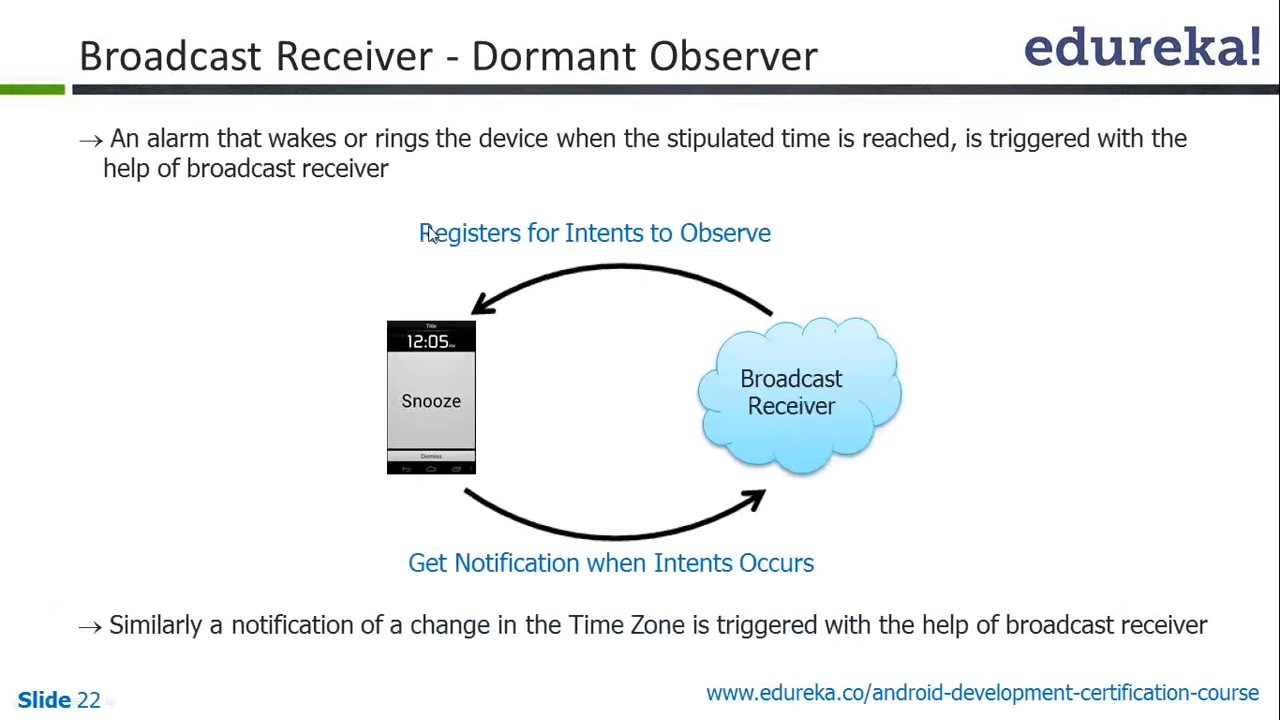 Broadcast Receiver - Dormant Observer
edureka!
→ An alarm that wakes or rings the device when the stipulated time is reached, is triggered with the
help of broadcast receiver
Registers for Intents to Observe
Title
12:05 PM
Snooze
Dismiss
Broadcast
Receiver
Get Notification when Intents Occurs
→ Similarly a notification of a change in the Time Zone is triggered with the help of broadcast receiver
Slide 22
www.edureka.co/android-development-certification-course